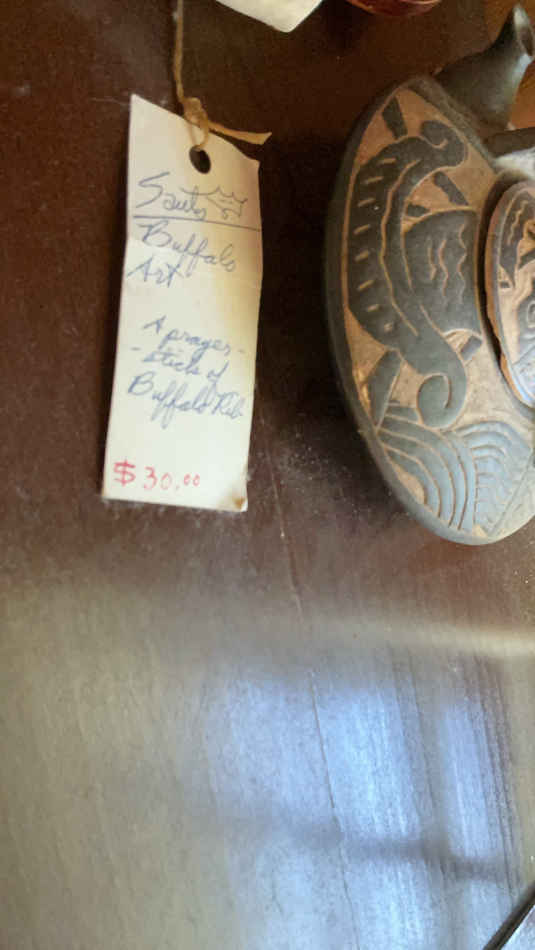 Buffalo
Art
A prayer-
-stick of
Buffalo Rib
$30.00